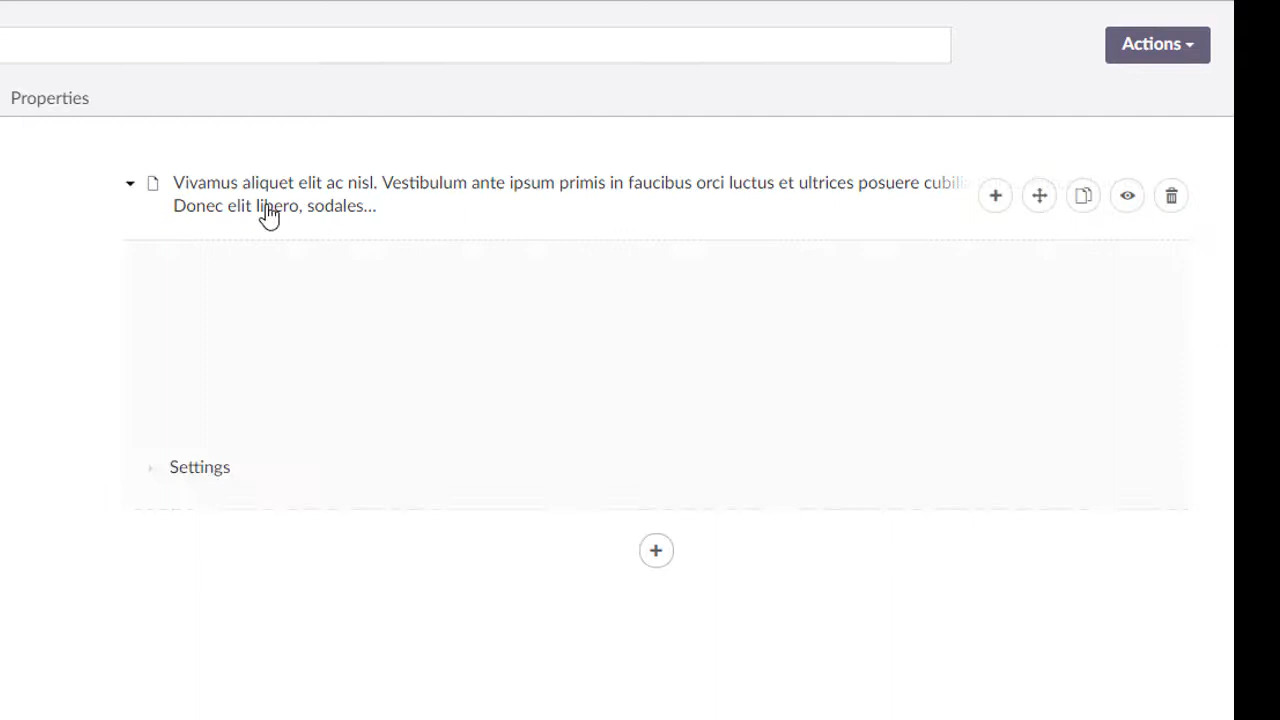 Actions
Properties
Vivamus aliquet elit ac nisl. Vestibulum ante ipsum primis in faucibus orci luctus et ultrices posuere
Donec elit libero, sodales...
Settings